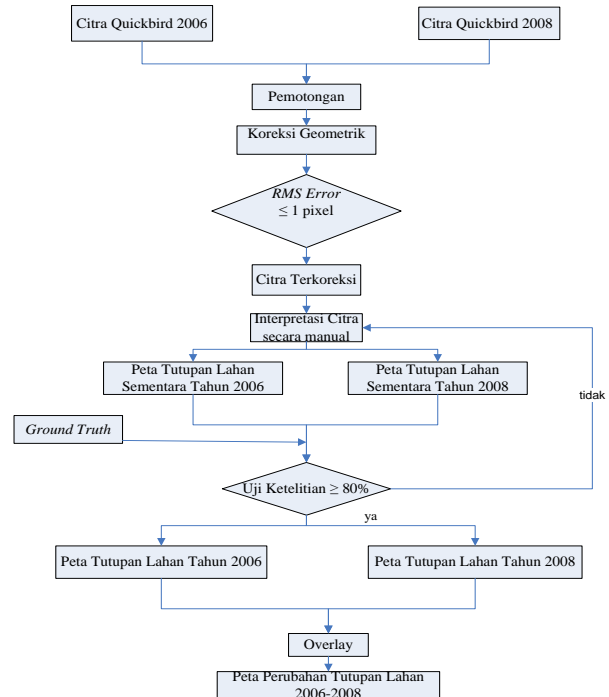 Citra Quickbird 2006
Citra Quickbird 2008
Pemotongan
Koreksi Geometrik
RMS Error
≤ 1 pixel
Citra Terkoreksi
Interpretasi Citra
secara manual
Peta Tutupan Lahan
Sementara Tahun 2006
Peta Tutupan Lahan
Sementara Tahun 2008
tidak
Ground Truth
Uji Ketelitian ≥ 80%
ya
Peta Tutupan Lahan Tahun 2006
Peta Tutupan Lahan Tahun 2008
Overlay
Peta Perubahan Tutupan Lahan
2006-2008